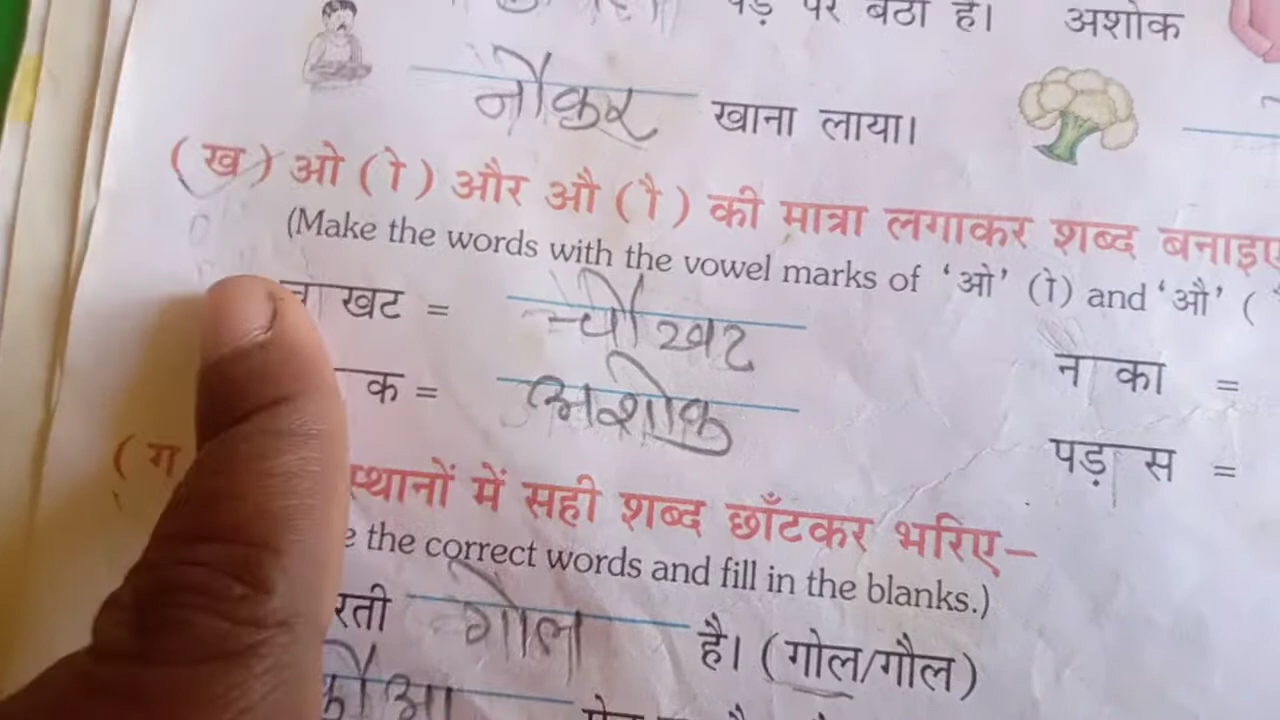 पर बैठा है। अशोक
नौकर खाना लाया।
(ख) ओ (ो) और औ (ौ) की मात्रा लगाकर शब्द बनाइए
(Make the words with the vowel marks of 'ओ' (ो) and 'औ' (
खट = चौखट न का =
क = अशोक पड़ स =
(ग स्थानों में सही शब्द छाँटकर भरिए–
e the correct words and fill in the blanks.)
रती गोल है। (गोल/गौल)
कौआ